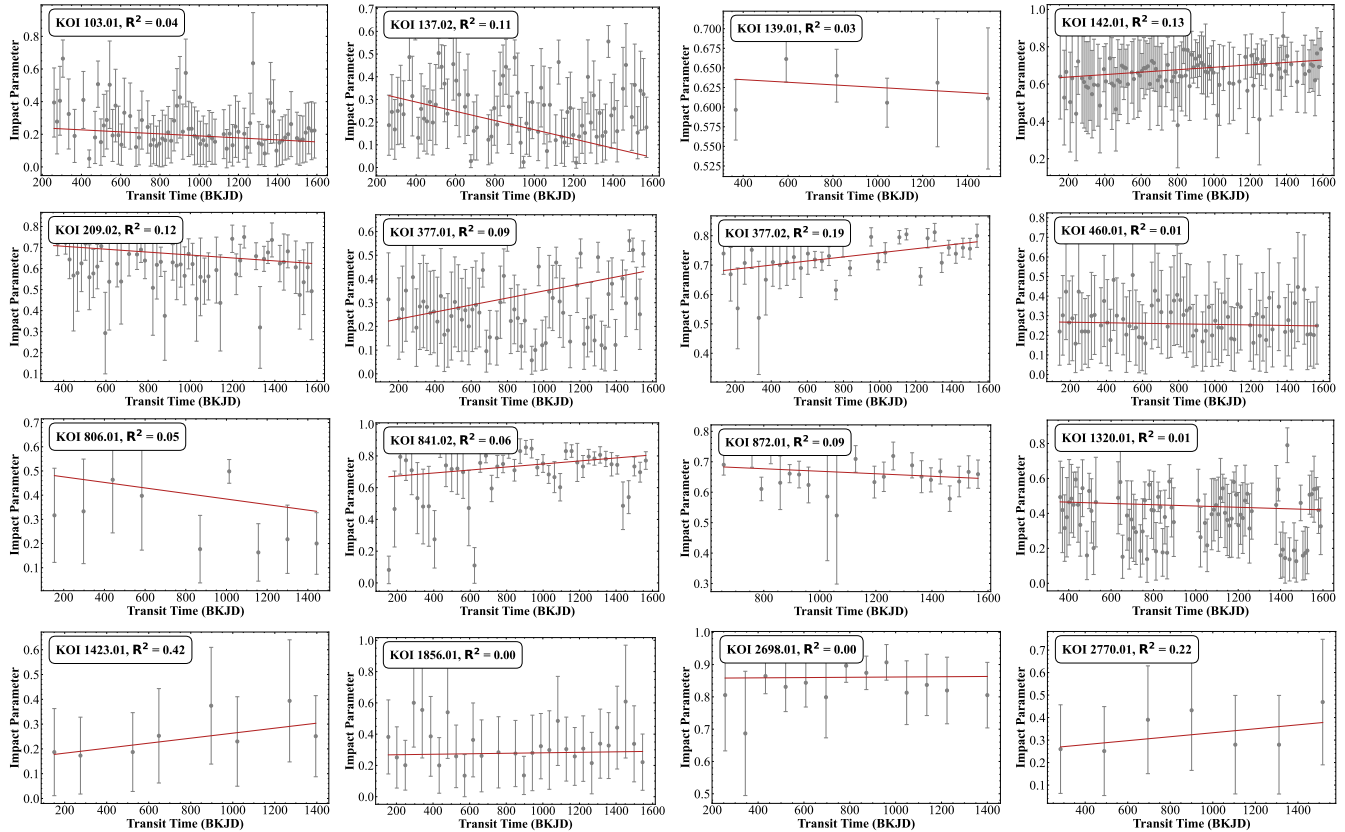 KOI 103.01, R² = 0.04
Impact Parameter
1.0
0.8
0.6
0.4
0.2
0.0
200 400 600 800 1000 1200 1400 1600
Transit Time (BKJD)
KOI 137.02, R² = 0.11
Impact Parameter
0.7
0.6
0.5
0.4
0.3
0.2
0.1
0.0
200 400 600 800 1000 1200 1400 1600
Transit Time (BKJD)
KOI 139.01, R² = 0.03
Impact Parameter
0.700
0.675
0.650
0.625
0.600
0.575
0.550
0.525
400 600 800 1000 1200 1400
Transit Time (BKJD)
KOI 142.01, R² = 0.13
Impact Parameter
1.0
0.8
0.6
0.4
0.2
200 400 600 800 1000 1200 1400 1600
Transit Time (BKJD)
KOI 209.02, R² = 0.12
Impact Parameter
0.8
0.7
0.6
0.5
0.4
0.3
0.2
0.1
400 600 800 1000 1200 1400 1600
Transit Time (BKJD)
KOI 377.01, R² = 0.09
Impact Parameter
0.6
0.5
0.4
0.3
0.2
0.1
0.0
200 400 600 800 1000 1200 1400 1600
Transit Time (BKJD)
KOI 377.02, R² = 0.19
Impact Parameter
0.8
0.7
0.6
0.5
0.4
200 400 600 800 1000 1200 1400 1600
Transit Time (BKJD)
KOI 460.01, R² = 0.01
Impact Parameter
0.8
0.7
0.6
0.5
0.4
0.3
0.2
0.1
0.0
200 400 600 800 1000 1200 1400 1600
Transit Time (BKJD)
KOI 806.01, R² = 0.05
Impact Parameter
0.7
0.6
0.5
0.4
0.3
0.2
0.1
0.0
200 400 600 800 1000 1200 1400
Transit Time (BKJD)
KOI 841.02, R² = 0.06
Impact Parameter
1.0
0.8
0.6
0.4
0.2
0.0
200 400 600 800 1000 1200 1400 1600
Transit Time (BKJD)
KOI 872.01, R² = 0.09
Impact Parameter
0.8
0.7
0.6
0.5
0.4
0.3
800 1000 1200 1400 1600
Transit Time (BKJD)
KOI 1320.01, R² = 0.01
Impact Parameter
1.0
0.8
0.6
0.4
0.2
0.0
400 600 800 1000 1200 1400 1600
Transit Time (BKJD)
KOI 1423.01, R² = 0.42
Impact Parameter
0.7
0.6
0.5
0.4
0.3
0.2
0.1
0.0
200 400 600 800 1000 1200 1400
Transit Time (BKJD)
KOI 1856.01, R² = 0.00
Impact Parameter
1.0
0.8
0.6
0.4
0.2
0.0
200 400 600 800 1000 1200 1400 1600
Transit Time (BKJD)
KOI 2698.01, R² = 0.00
Impact Parameter
1.0
0.9
0.8
0.7
0.6
0.5
200 400 600 800 1000 1200 1400
Transit Time (BKJD)
KOI 2770.01, R² = 0.22
Impact Parameter
0.8
0.7
0.6
0.5
0.4
0.3
0.2
0.1
0.0
400 600 800 1000 1200 1400
Transit Time (BKJD)